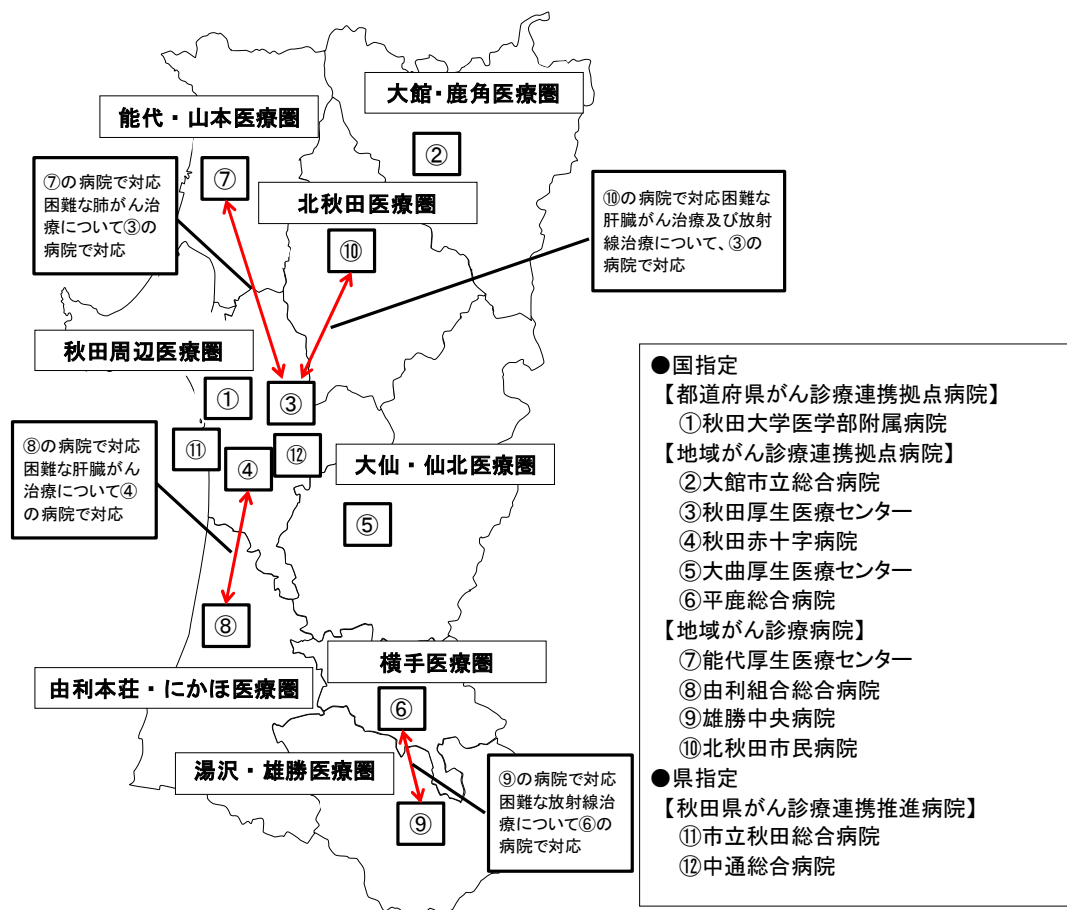 大館・鹿角医療圏
能代・山本医療圏
②
⑦の病院で対応
困難な肺がん治
療について③の
病院で対応
⑦
北秋田医療圏
⑩
⑩の病院で対応困難な
肝臓がん治療及び放射
線治療について、③の
病院で対応
秋田周辺医療圏
①
③
⑪
④
⑫
⑧の病院で対応
困難な肝臓がん
治療について④
の病院で対応
大仙・仙北医療圏
⑤
⑧
由利本荘・にかほ医療圏
横手医療圏
⑥
湯沢・雄勝医療圏
⑨
⑨の病院で対応
困難な放射線治
療について⑥の
病院で対応
●国指定
【都道府県がん診療連携拠点病院】
①秋田大学医学部附属病院
【地域がん診療連携拠点病院】
②大館市立総合病院
③秋田厚生医療センター
④秋田赤十字病院
⑤大曲厚生医療センター
⑥平鹿総合病院
【地域がん診療病院】
⑦能代厚生医療センター
⑧由利組合総合病院
⑨雄勝中央病院
⑩北秋田市民病院
●県指定
【秋田県がん診療連携推進病院】
⑪市立秋田総合病院
⑫中通総合病院